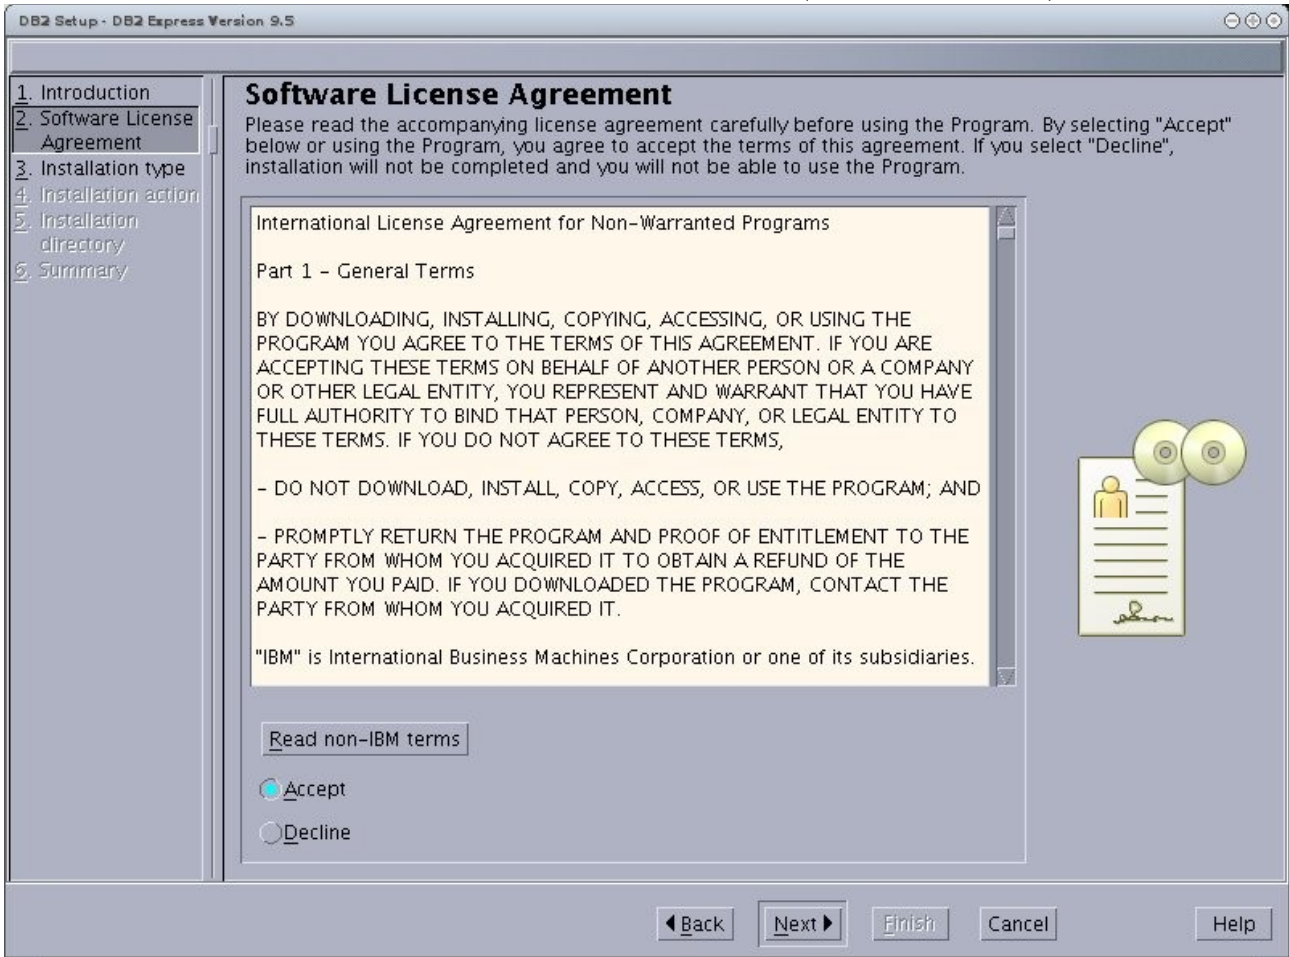 DB2 Setup - DB2 Express Version 9.5
1. Introduction
2. Software License
Agreement
3. Installation type
4. Installation action
5. Installation
directory
6. Summary
Software License Agreement
Please read the accompanying license agreement carefully before using the Program. By selecting "Accept"
below or using the Program, you agree to accept the terms of this agreement. If you select "Decline",
installation will not be completed and you will not be able to use the Program.
International License Agreement for Non-Warranted Programs
Part 1 - General Terms
BY DOWNLOADING, INSTALLING, COPYING, ACCESSING, OR USING THE
PROGRAM YOU AGREE TO THE TERMS OF THIS AGREEMENT. IF YOU ARE
ACCEPTING THESE TERMS ON BEHALF OF ANOTHER PERSON OR A COMPANY
OR OTHER LEGAL ENTITY, YOU REPRESENT AND WARRANT THAT YOU HAVE
FULL AUTHORITY TO BIND THAT PERSON, COMPANY, OR LEGAL ENTITY TO
THESE TERMS. IF YOU DO NOT AGREE TO THESE TERMS,
- DO NOT DOWNLOAD, INSTALL, COPY, ACCESS, OR USE THE PROGRAM; AND
- PROMPTLY RETURN THE PROGRAM AND PROOF OF ENTITLEMENT TO THE
PARTY FROM WHOM YOU ACQUIRED IT TO OBTAIN A REFUND OF THE
AMOUNT YOU PAID. IF YOU DOWNLOADED THE PROGRAM, CONTACT THE
PARTY FROM WHOM YOU ACQUIRED IT.
"IBM" is International Business Machines Corporation or one of its subsidiaries.
Read non-IBM terms
Accept
Decline
Back Next Finish Cancel Help